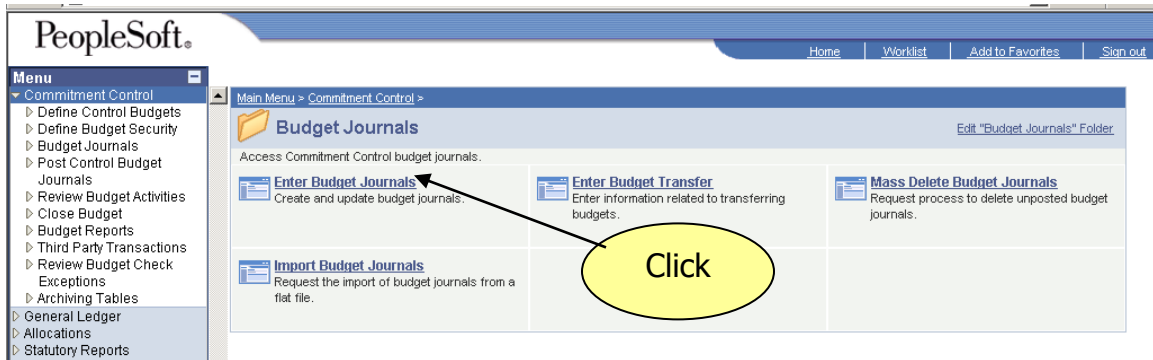 PeopleSoft®
Home | Worklist | Add to Favorites | Sign out
Menu
Commitment Control
Define Control Budgets
Define Budget Security
Budget Journals
Post Control Budget
Journals
Review Budget Activities
Close Budget
Budget Reports
Third Party Transactions
Review Budget Check
Exceptions
Archiving Tables
General Ledger
Allocations
Statutory Reports
Main Menu > Commitment Control >
Budget Journals
Edit "Budget Journals" Folder
Access Commitment Control budget journals.
Enter Budget Journals
Create and update budget journals.
Enter Budget Transfer
Enter information related to transferring
budgets.
Mass Delete Budget Journals
Request process to delete unposted budget
journals.
Import Budget Journals
Request the import of budget journals from a
flat file.
Click